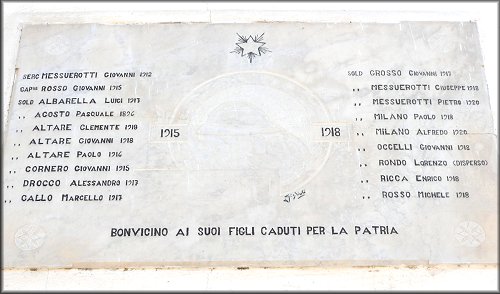 SERG MESSUEROTTI GIOVANNI 1912
CAP.LE ROSSO GIOVANNI 1915
SOLD ALBARELLA LUIGI 1917
,, AGOSTO PASQUALE 1896
,, ALTARE CLEMENTE 1918
,, ALTARE GIOVANNI 1918
,, ALTARE PAOLO 1916
,, CORNERO GIOVANNI 1915
,, DROCCO ALESSANDRO 1917
,, GALLO MARCELLO 1917
1915
1918
SOLD GROSSO GIOVANNI 1917
,, MESSUEROTTI GIUSEPPE 1918
,, MESSUEROTTI PIETRO 1920
,, MILANO PAOLO 1918
,, MILANO ALFREDO 1920
,, OCCELLI GIOVANNI 1918
,, RONDO LORENZO (DISPERSO)
,, RICCA ENRICO 1918
,, ROSSO MICHELE 1918
BONVICINO AI SUOI FIGLI CADUTI PER LA PATRIA